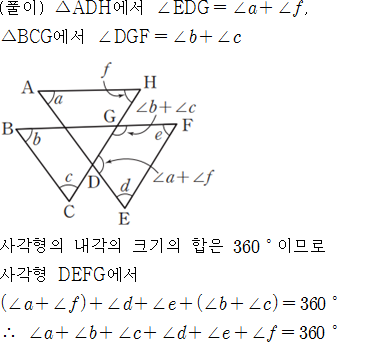 (풀이) △ADH에서 ∠EDG=∠a+∠f,
△BCG에서 ∠DGF=∠b+∠c
f
A
H
a
∠b+∠c
G
B
F
b
e
c
D
d
∠a+∠f
C
E
사각형의 내각의 크기의 합은 360°이므로
사각형 DEFG에서
(∠a+∠f)+∠d+∠e+(∠b+∠c)=360°
∴ ∠a+∠b+∠c+∠d+∠e+∠f=360°